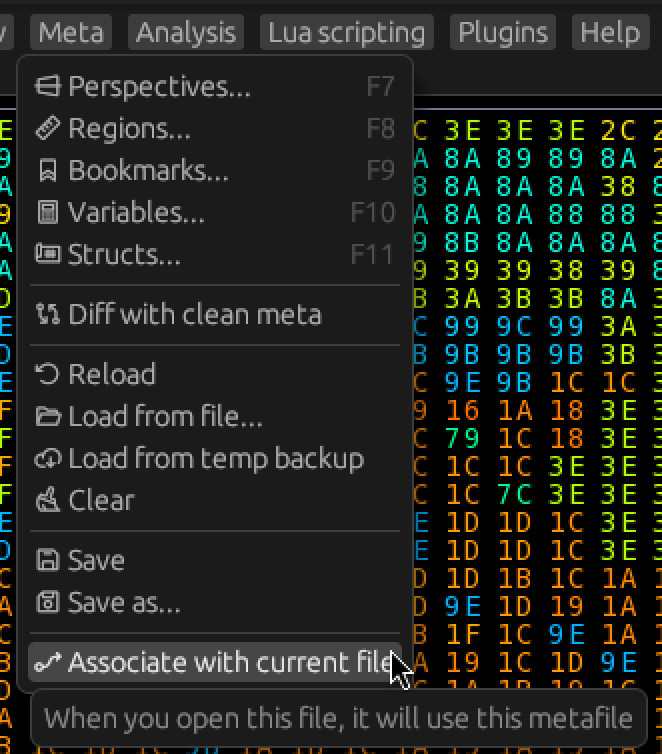 Meta Analysis Lua scripting Plugins Help
Perspectives... F7
Regions... F8
Bookmarks... F9
Variables... F10
Structs... F11
Diff with clean meta
Reload
Load from file...
Load from temp backup
Clear
Save
Save as...
Associate with current file
When you open this file, it will use this metafile
3E 3E 3E 2C
8A 89 89 8A
8A 8A 8A 38
8A 8A 88 88
8B 8A 8A 8A
39 39 38 39
3A 3B 3B 8A
99 9C 99 3A
9B 9B 9B 3B
9E 9B 1C 1C
16 1A 18 3E
79 1C 18 3E
1C 1C 3E 3E
1C 7C 3E 3E
1D 1D 1C 3E
1D 1D 1C 3E
1D 1B 1C 1A
9E 1D 19 1A
1F 1C 9E 1A
19 1C 1D 9E